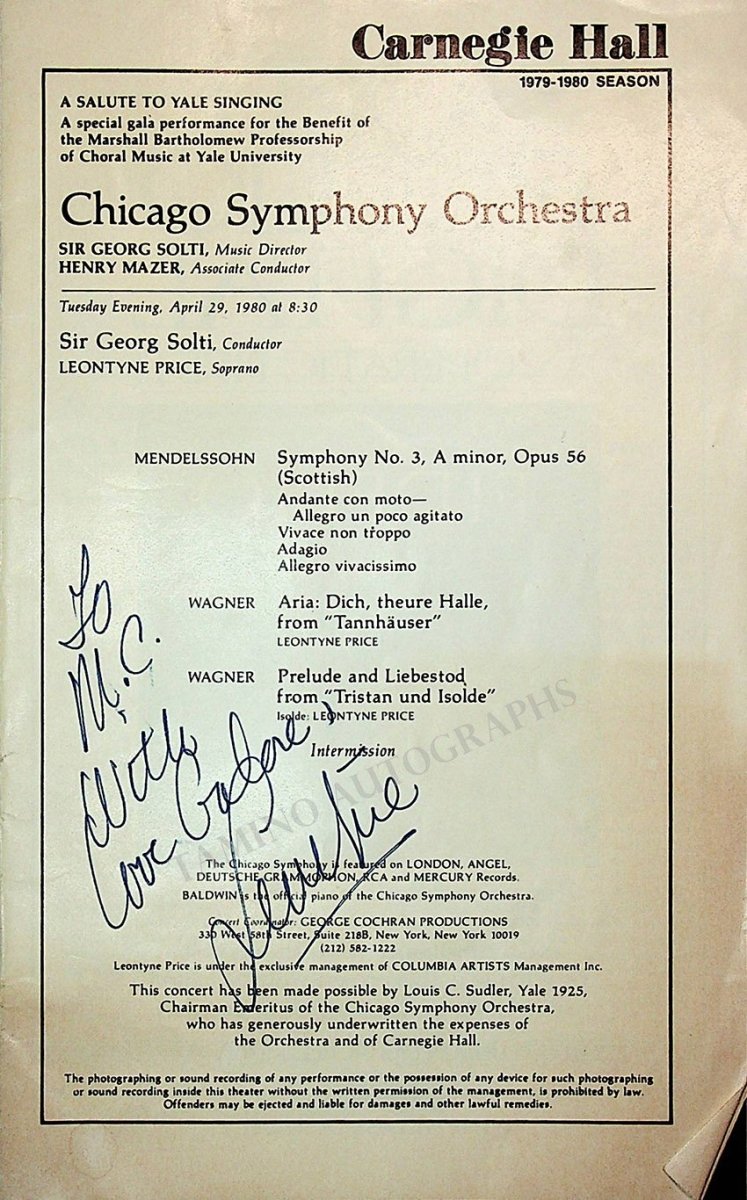 Carnegie Hall
1979-1980 SEASON
A SALUTE TO YALE SINGING
A special gala performance for the Benefit of
the Marshall Bartholomew Professorship
of Choral Music at Yale University
Chicago Symphony Orchestra
SIR GEORG SOLTI, Music Director
HENRY MAZER, Associate Conductor
Tuesday Evening, April 29, 1980 at 8:30
Sir Georg Solti, Conductor
LEONTYNE PRICE, Soprano
MENDELSSOHN Symphony No. 3, A minor, Opus 56
(Scottish)
Andante con moto—
Allegro un poco agitato
Vivace non troppo
Adagio
Allegro vivacissimo
WAGNER Aria: Dich, theure Halle,
from "Tannhäuser"
LEONTYNE PRICE
WAGNER Prelude and Liebestod
from "Tristan und Isolde"
Isolde: LEONTYNE PRICE
Intermission
To
M.C.
With
Love Galore,
TAMINO AUTOGRAPHS
The Chicago Symphony is featured on LONDON, ANGEL,
DEUTSCHE GRAMMOPHON, RCA and MERCURY Records.
BALDWIN is the official piano of the Chicago Symphony Orchestra.
Concert Coordinator: GEORGE COCHRAN PRODUCTIONS
330 West 58th Street, Suite 218B, New York, New York 10019
(212) 582-1222
Leontyne Price is under the exclusive management of COLUMBIA ARTISTS Management Inc.
This concert has been made possible by Louis C. Sudler, Yale 1925,
Chairman Emeritus of the Chicago Symphony Orchestra,
who has generously underwritten the expenses of
the Orchestra and of Carnegie Hall.
The photographing or sound recording of any performance or the possession of any device for such photographing
or sound recording inside this theater without the written permission of the management, is prohibited by law.
Offenders may be ejected and liable for damages and other lawful remedies.